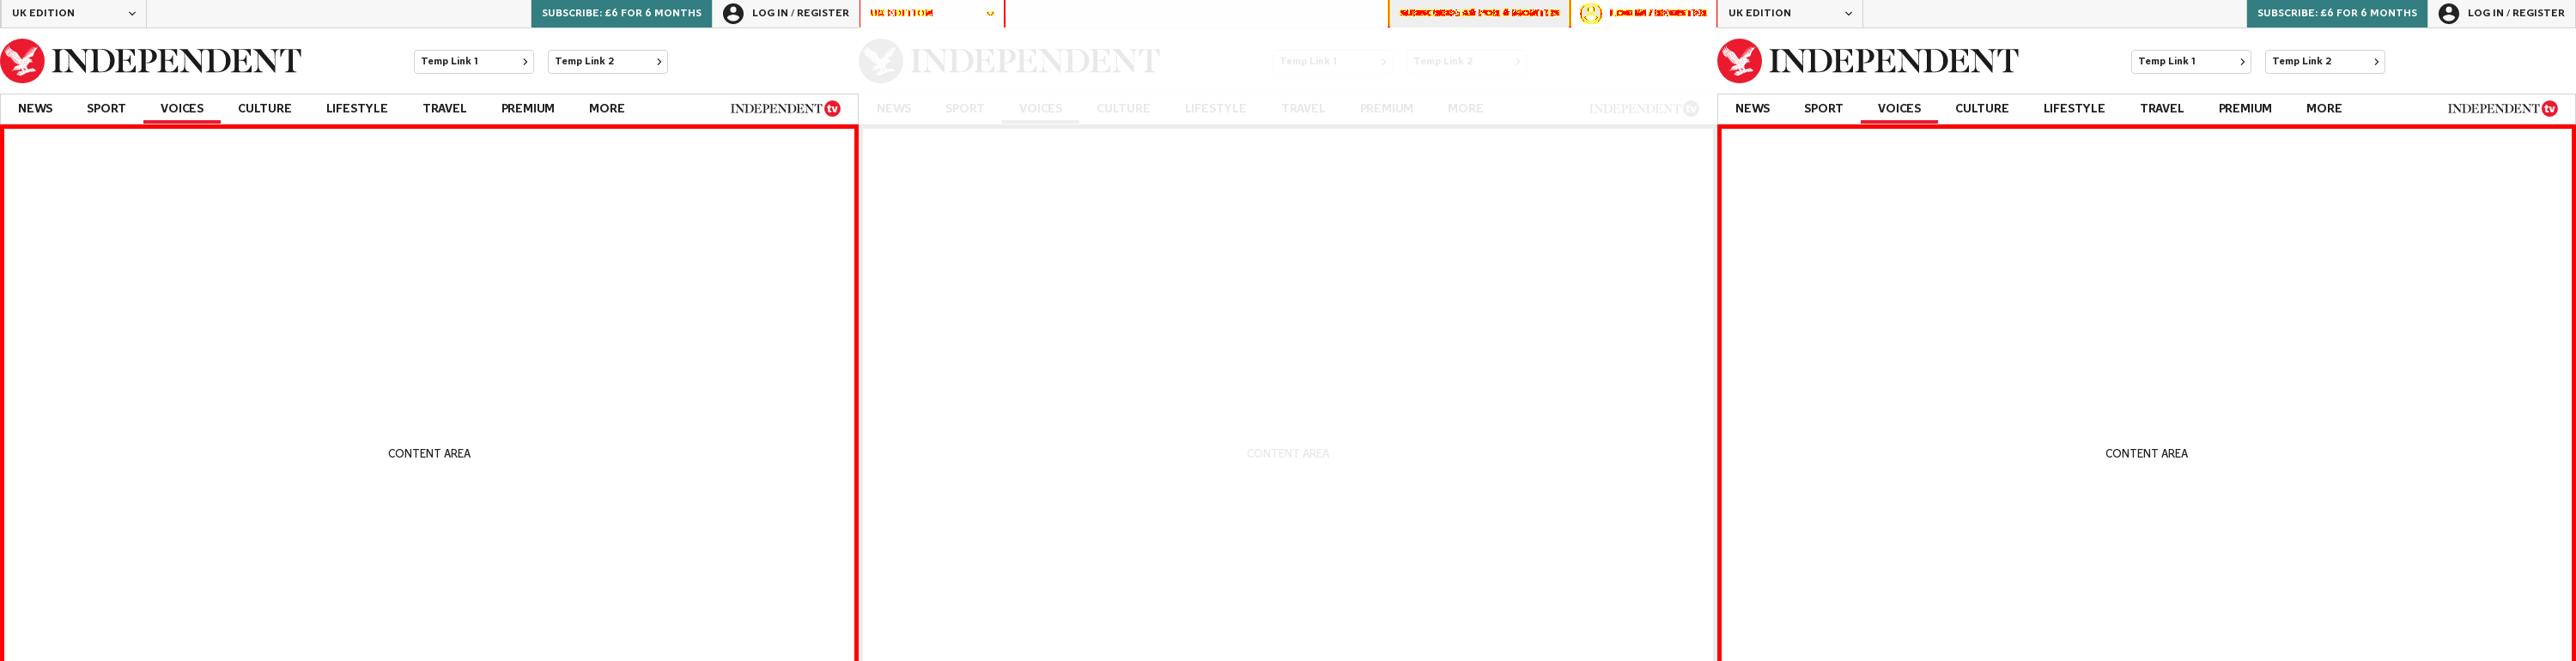 UK EDITION SUBSCRIBE: £6 FOR 6 MONTHS LOG IN / REGISTER
INDEPENDENT Temp Link 1 Temp Link 2
NEWS SPORT VOICES CULTURE LIFESTYLE TRAVEL PREMIUM MORE INDEPENDENT tv
CONTENT AREA
UK EDITION SUBSCRIBE: £6 FOR 6 MONTHS LOG IN / REGISTER
INDEPENDENT Temp Link 1 Temp Link 2
NEWS SPORT VOICES CULTURE LIFESTYLE TRAVEL PREMIUM MORE INDEPENDENT tv
CONTENT AREA
UK EDITION SUBSCRIBE: £6 FOR 6 MONTHS LOG IN / REGISTER
INDEPENDENT Temp Link 1 Temp Link 2
NEWS SPORT VOICES CULTURE LIFESTYLE TRAVEL PREMIUM MORE INDEPENDENT tv
CONTENT AREA